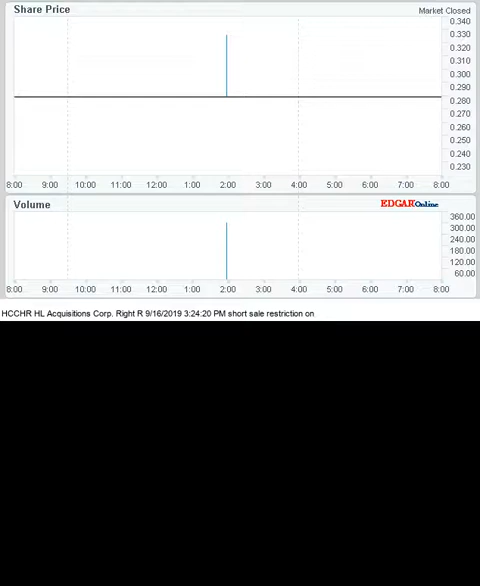 Share Price
Market Closed
0.340
0.330
0.320
0.310
0.300
0.290
0.280
0.270
0.260
0.250
0.240
0.230
8:00 9:00 10:00 11:00 12:00 1:00 2:00 3:00 4:00 5:00 6:00 7:00 8:00
Volume
EDGAROnline
360.00
300.00
240.00
180.00
120.00
60.00
8:00 9:00 10:00 11:00 12:00 1:00 2:00 3:00 4:00 5:00 6:00 7:00 8:00
HCCHR HL Acquisitions Corp. Right R 9/16/2019 3:24:20 PM short sale restriction on